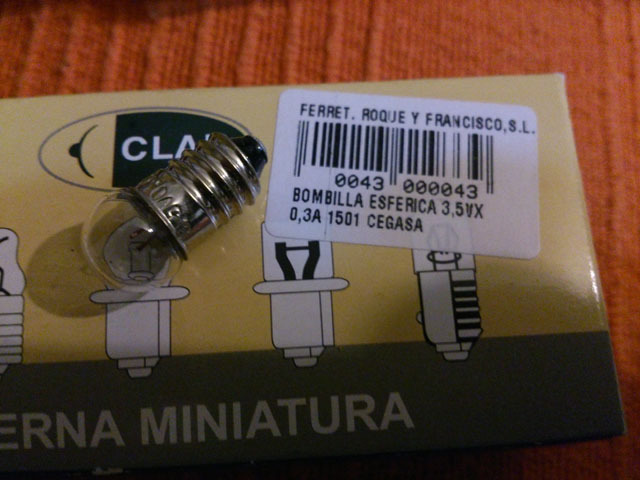 FERRET. ROQUE Y FRANCISCO,S.L.
CLA
0043 000043
BOMBILLA ESFERICA 3,5VX
0,3A 1501 CEGASA
ERNA MINIATURA